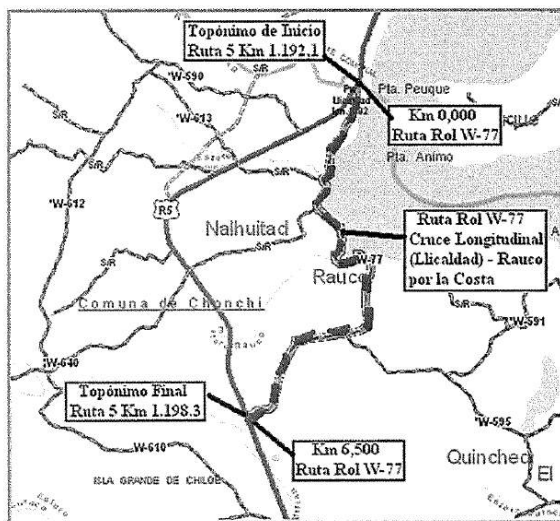 Topónimo de Inicio
Ruta 5 Km 1.192,1
*W-590
S/R
S/R
Pta. Peuque
*W-613
S/R
Km 0,000
Ruta Rol W-77
Pta. Animo
S/R
S/R"
*W-612
R5
Nalhuitad
Ruta Rol W-77
Cruce Longitudinal
(Llicaldad) - Rauco
por la Costa
S/R
W-77
Rauco
Comuna de Chonchi
*W-591
*W-640
Topónimo Final
Ruta 5 Km 1.198.3
*W-595
Km 6,500
Ruta Rol W-77
*W-610
Quinched
El
ISLA GRANDE DE CHILOE